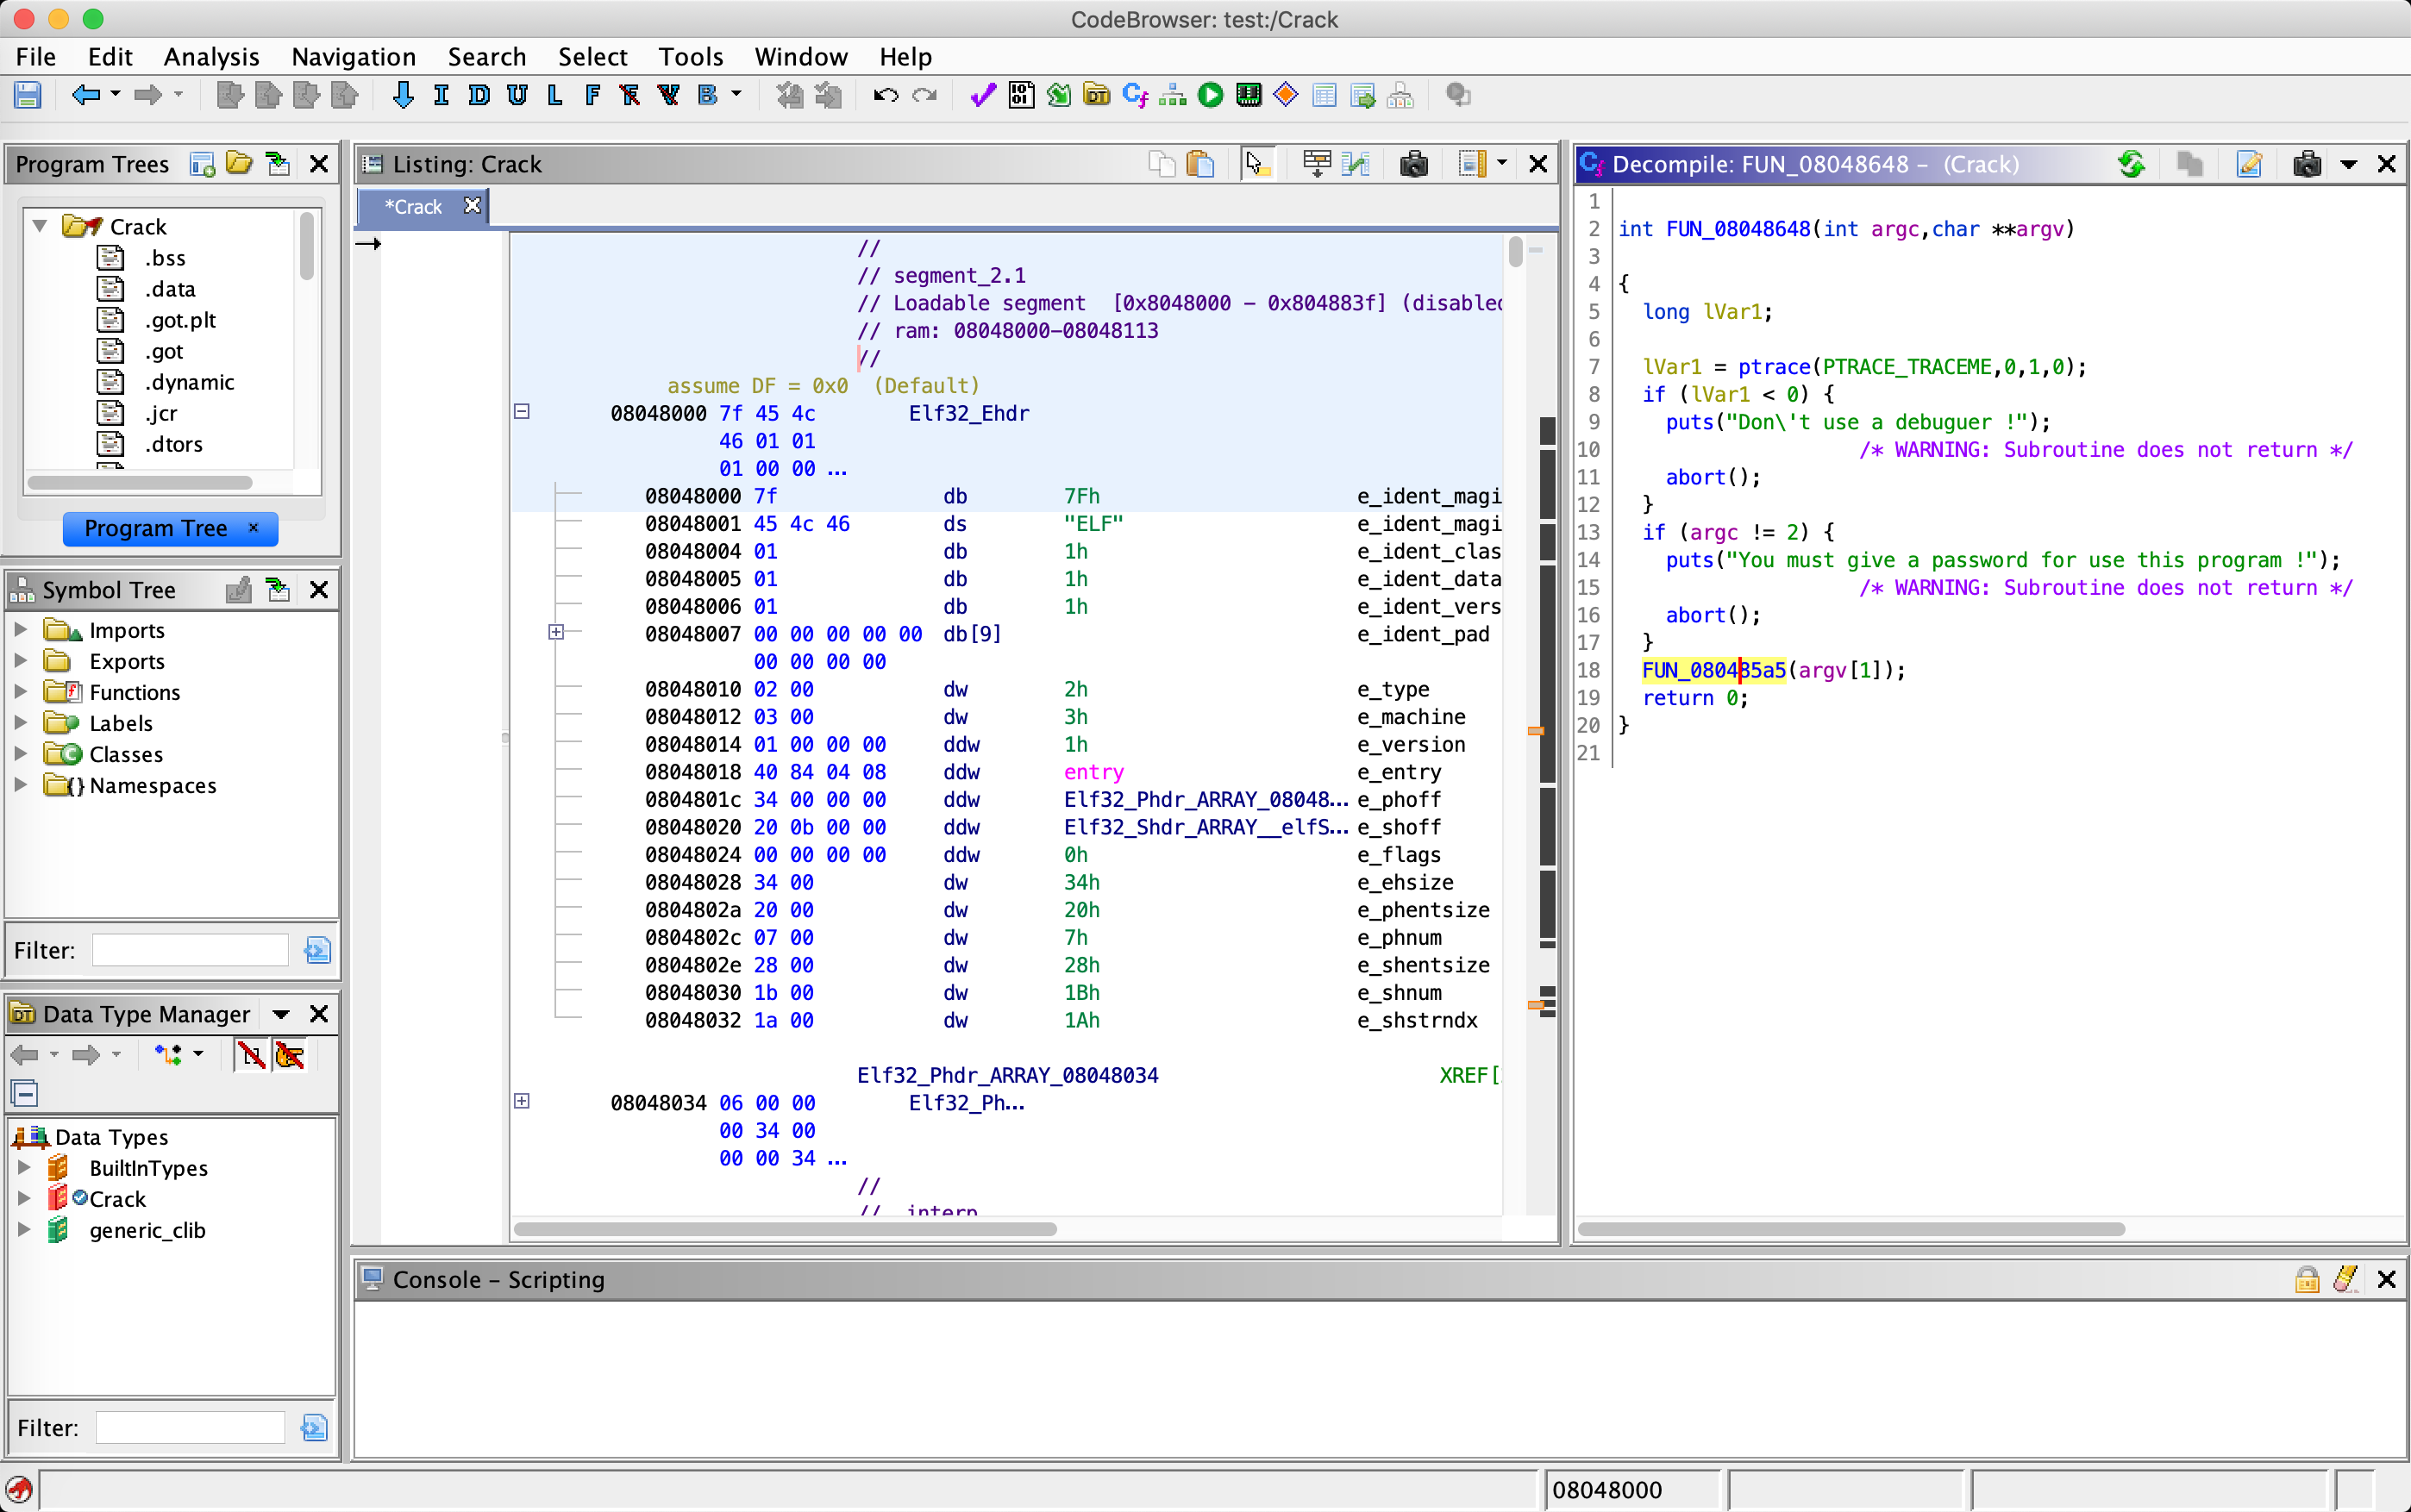 CodeBrowser: test:/Crack
File Edit Analysis Navigation Search Select Tools Window Help
I D U L F B
Program Trees
Crack
.bss
.data
.got.plt
.got
.dynamic
.jcr
.dtors
Program Tree ×
Symbol Tree
Imports
Exports
Functions
Labels
Classes
Namespaces
Filter:
Data Type Manager
Data Types
BuiltInTypes
Crack
generic_clib
Filter:
Listing: Crack
*Crack
//
// segment_2.1
// Loadable segment [0x8048000 - 0x804883f] (disabled
// ram: 08048000-08048113
//
assume DF = 0x0 (Default)
08048000 7f 45 4c Elf32_Ehdr
46 01 01
01 00 00 ...
08048000 7f db 7Fh e_ident_magi
08048001 45 4c 46 ds "ELF" e_ident_magi
08048004 01 db 1h e_ident_clas
08048005 01 db 1h e_ident_data
08048006 01 db 1h e_ident_vers
08048007 00 00 00 00 00 db[9] e_ident_pad
00 00 00 00
08048010 02 00 dw 2h e_type
08048012 03 00 dw 3h e_machine
08048014 01 00 00 00 ddw 1h e_version
08048018 40 84 04 08 ddw entry e_entry
0804801c 34 00 00 00 ddw Elf32_Phdr_ARRAY_08048... e_phoff
08048020 20 0b 00 00 ddw Elf32_Shdr_ARRAY__elfS... e_shoff
08048024 00 00 00 00 ddw 0h e_flags
08048028 34 00 dw 34h e_ehsize
0804802a 20 00 dw 20h e_phentsize
0804802c 07 00 dw 7h e_phnum
0804802e 28 00 dw 28h e_shentsize
08048030 1b 00 dw 1Bh e_shnum
08048032 1a 00 dw 1Ah e_shstrndx
Elf32_Phdr_ARRAY_08048034 XREF[
08048034 06 00 00 Elf32_Ph...
00 34 00
00 00 34 ...
//
// .interp
Decompile: FUN_08048648 - (Crack)
1
2 int FUN_08048648(int argc,char **argv)
3
4 {
5 long lVar1;
6
7 lVar1 = ptrace(PTRACE_TRACEME,0,1,0);
8 if (lVar1 < 0) {
9 puts("Don\'t use a debuguer !");
10 /* WARNING: Subroutine does not return */
11 abort();
12 }
13 if (argc != 2) {
14 puts("You must give a password for use this program !");
15 /* WARNING: Subroutine does not return */
16 abort();
17 }
18 FUN_080485a5(argv[1]);
19 return 0;
20 }
21
Console - Scripting
08048000